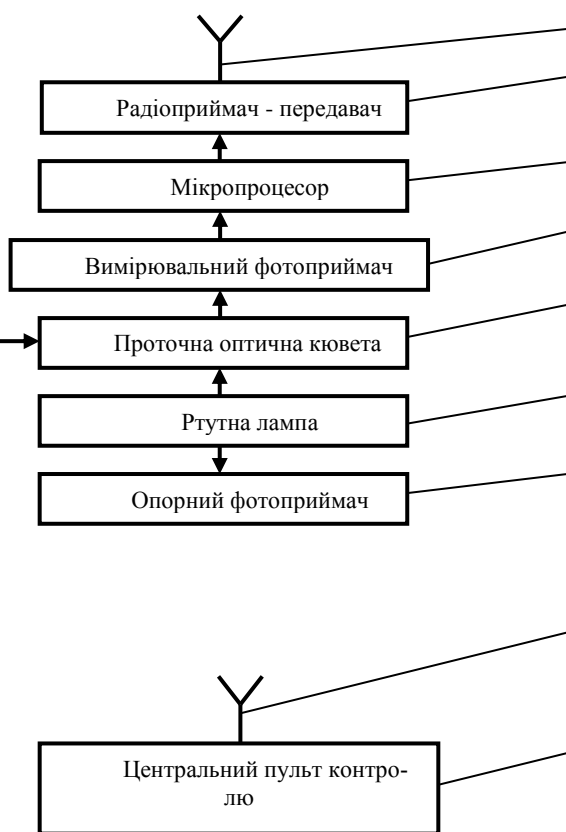 Радіоприймач - передавач
Мікропроцесор
Вимірювальний фотоприймач
Проточна оптична кювета
Ртутна лампа
Опорний фотоприймач
Центральний пульт контро-
лю